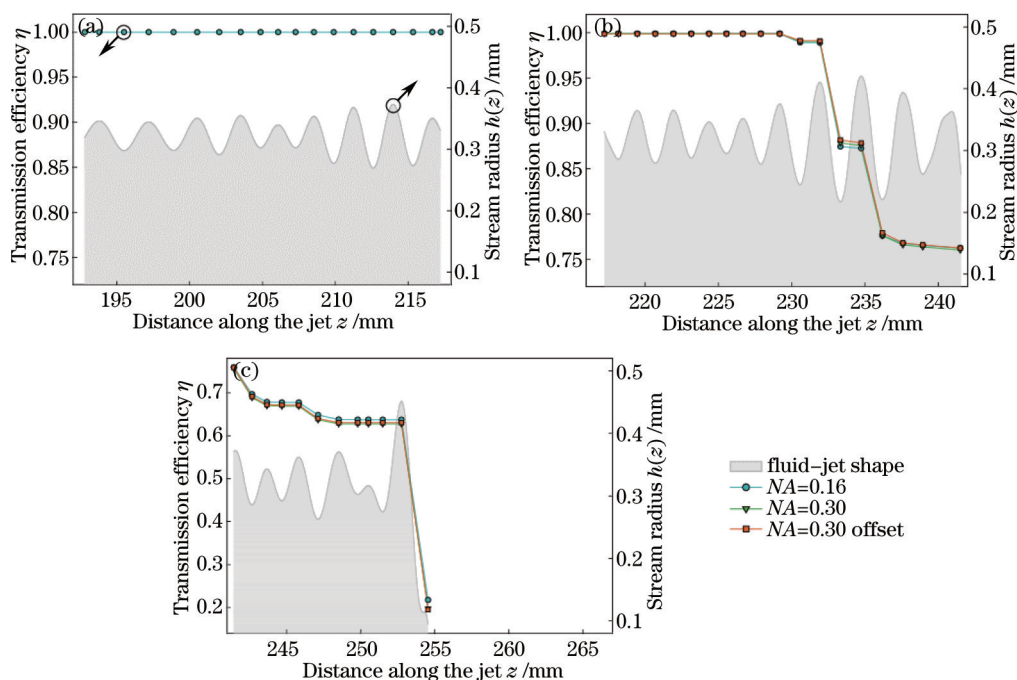 (a)
Transmission efficiency η
1.00
0.95
0.90
0.85
0.80
0.75
0.5
0.4
0.3
0.2
0.1
Stream radius h(z) /mm
195 200 205 210 215
Distance along the jet z /mm
(b)
Transmission efficiency η
1.00
0.95
0.90
0.85
0.80
0.75
0.5
0.4
0.3
0.2
0.1
Stream radius h(z) /mm
220 225 230 235 240
Distance along the jet z /mm
(c)
Transmission efficiency η
0.7
0.6
0.5
0.4
0.3
0.2
0.5
0.4
0.3
0.2
0.1
Stream radius h(z) /mm
245 250 255 260 265
Distance along the jet z /mm
fluid-jet shape
NA=0.16
NA=0.30
NA=0.30 offset